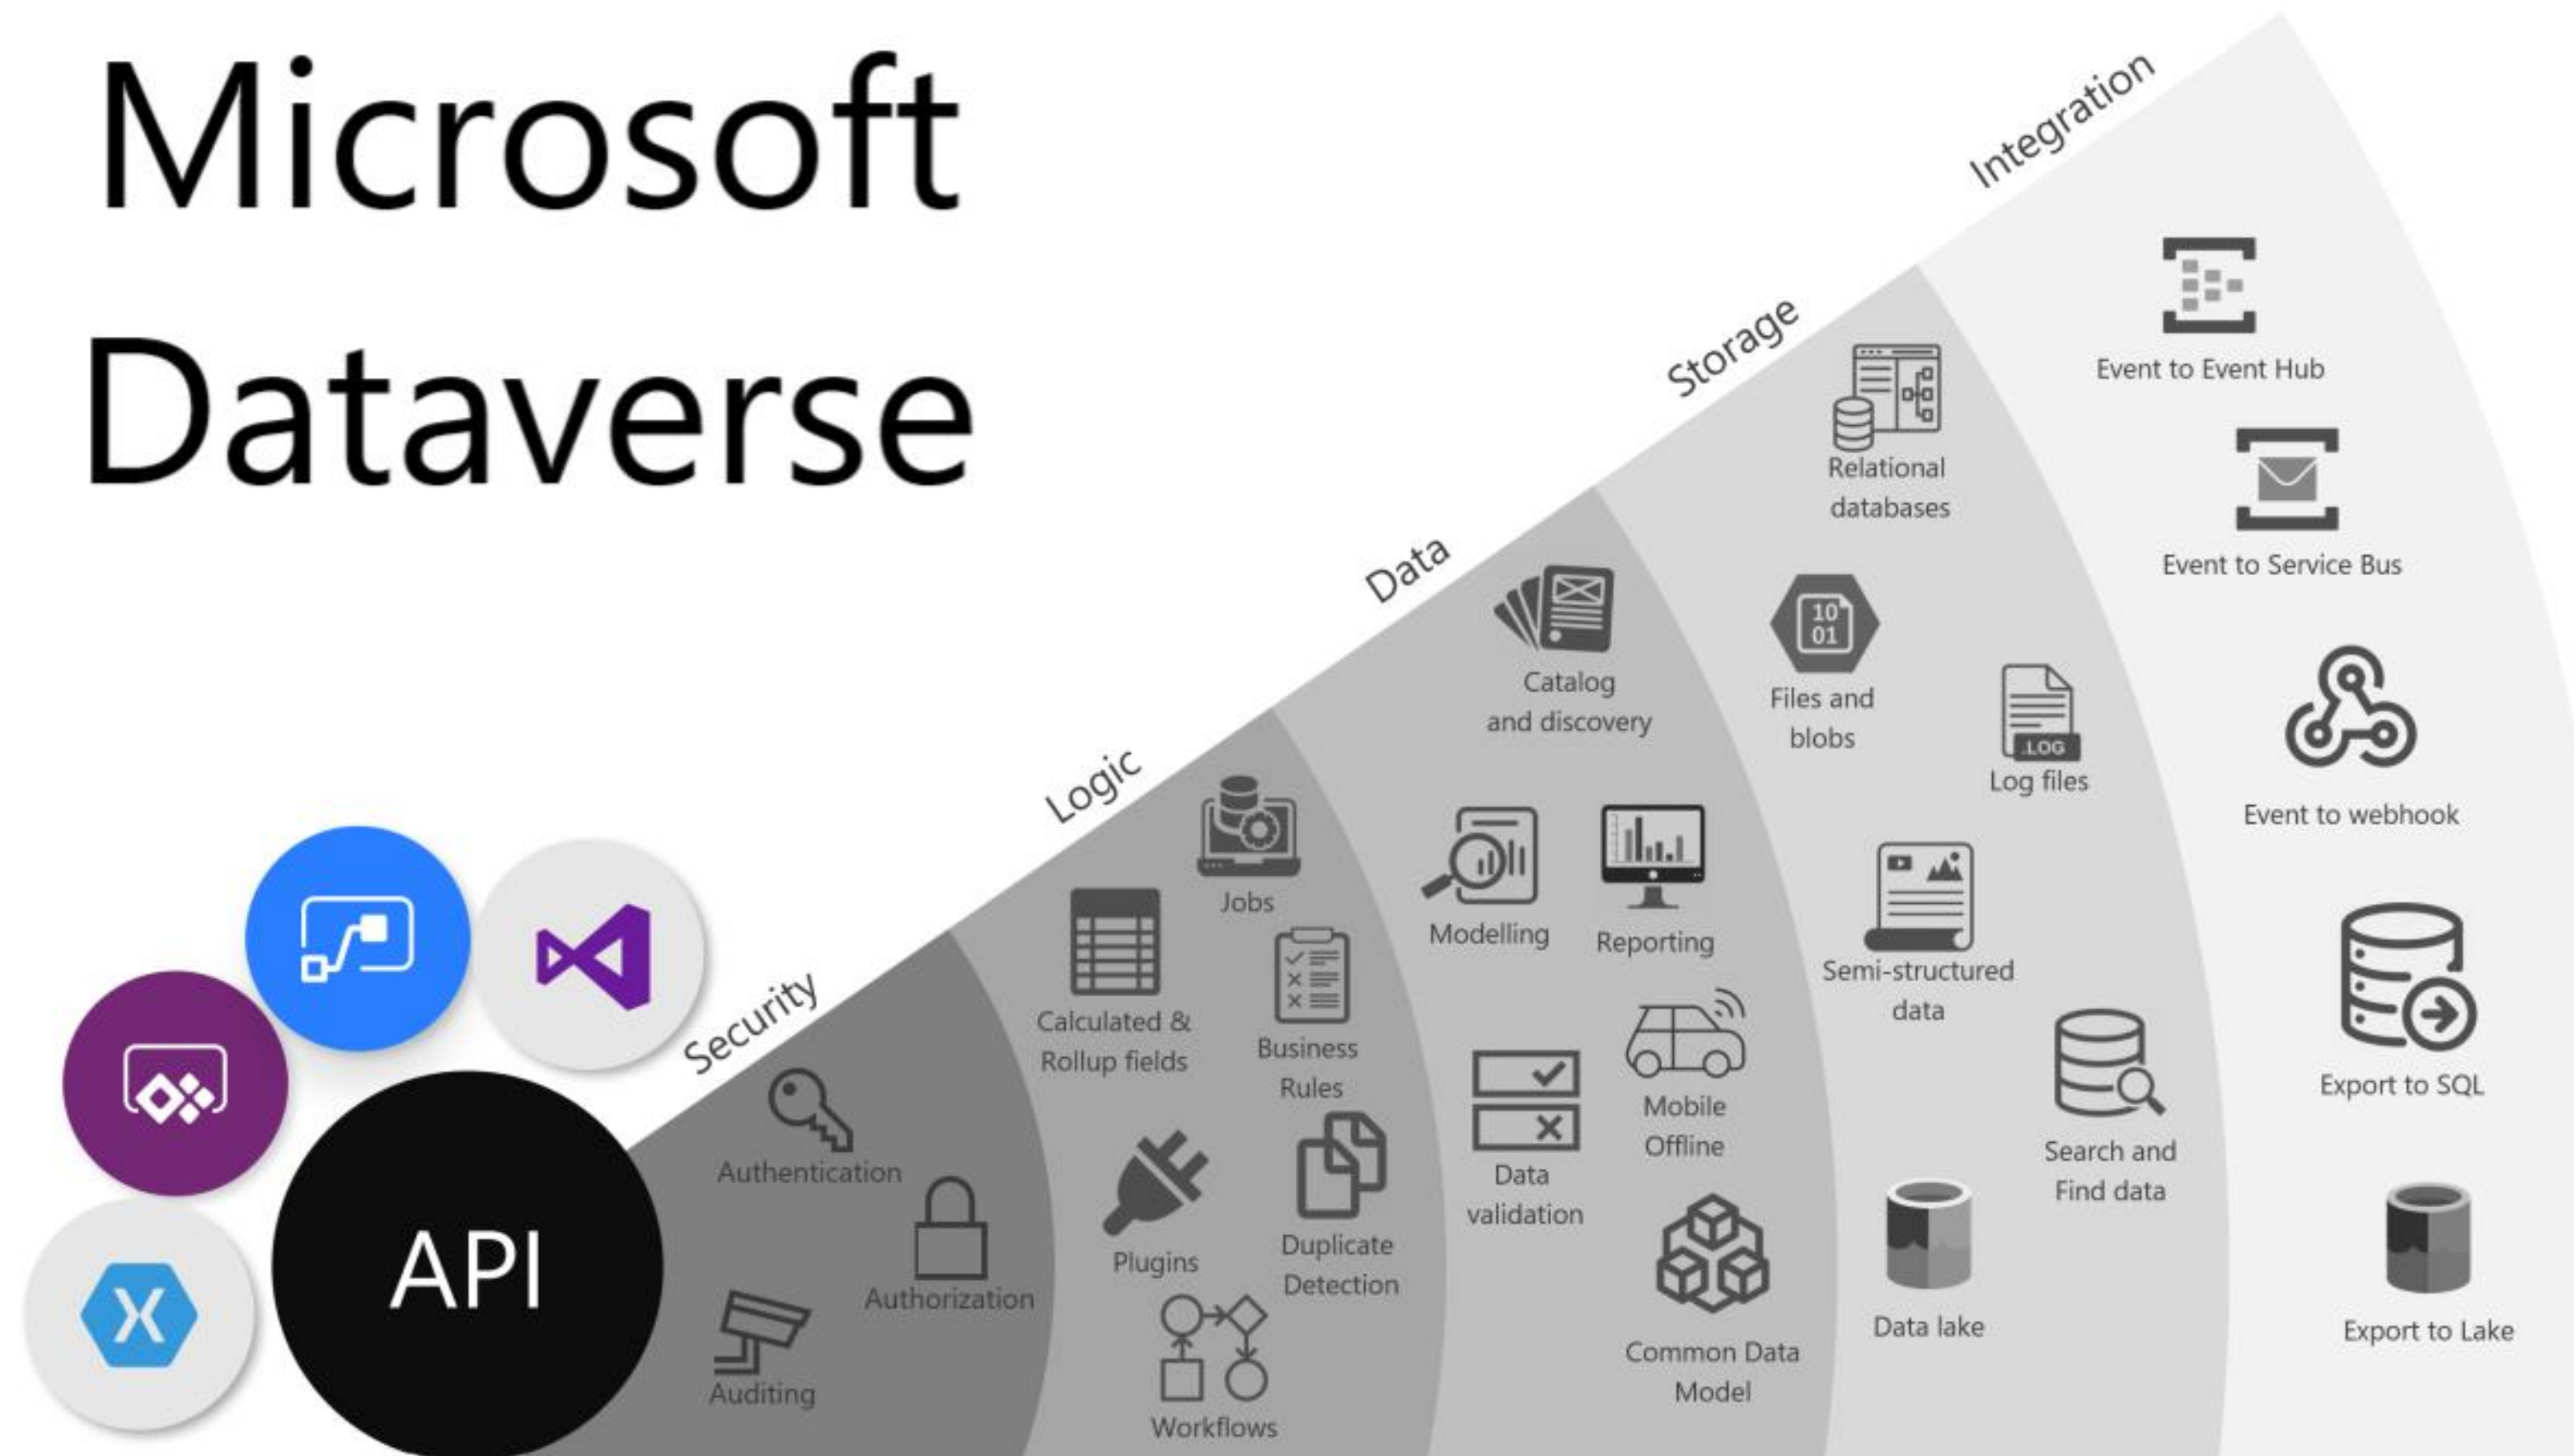 Microsoft
Dataverse
API
Security
Authentication
Authorization
Auditing
Logic
Jobs
Calculated &
Rollup fields
Business
Rules
Plugins
Duplicate
Detection
Workflows
Data
Catalog
and discovery
Modelling
Reporting
Mobile
Offline
Data
validation
Common Data
Model
Storage
Relational
databases
Files and
blobs
10
01
.LOG
Log files
Semi-structured
data
Search and
Find data
Data lake
Integration
Event to Event Hub
Event to Service Bus
Event to webhook
Export to SQL
Export to Lake
X